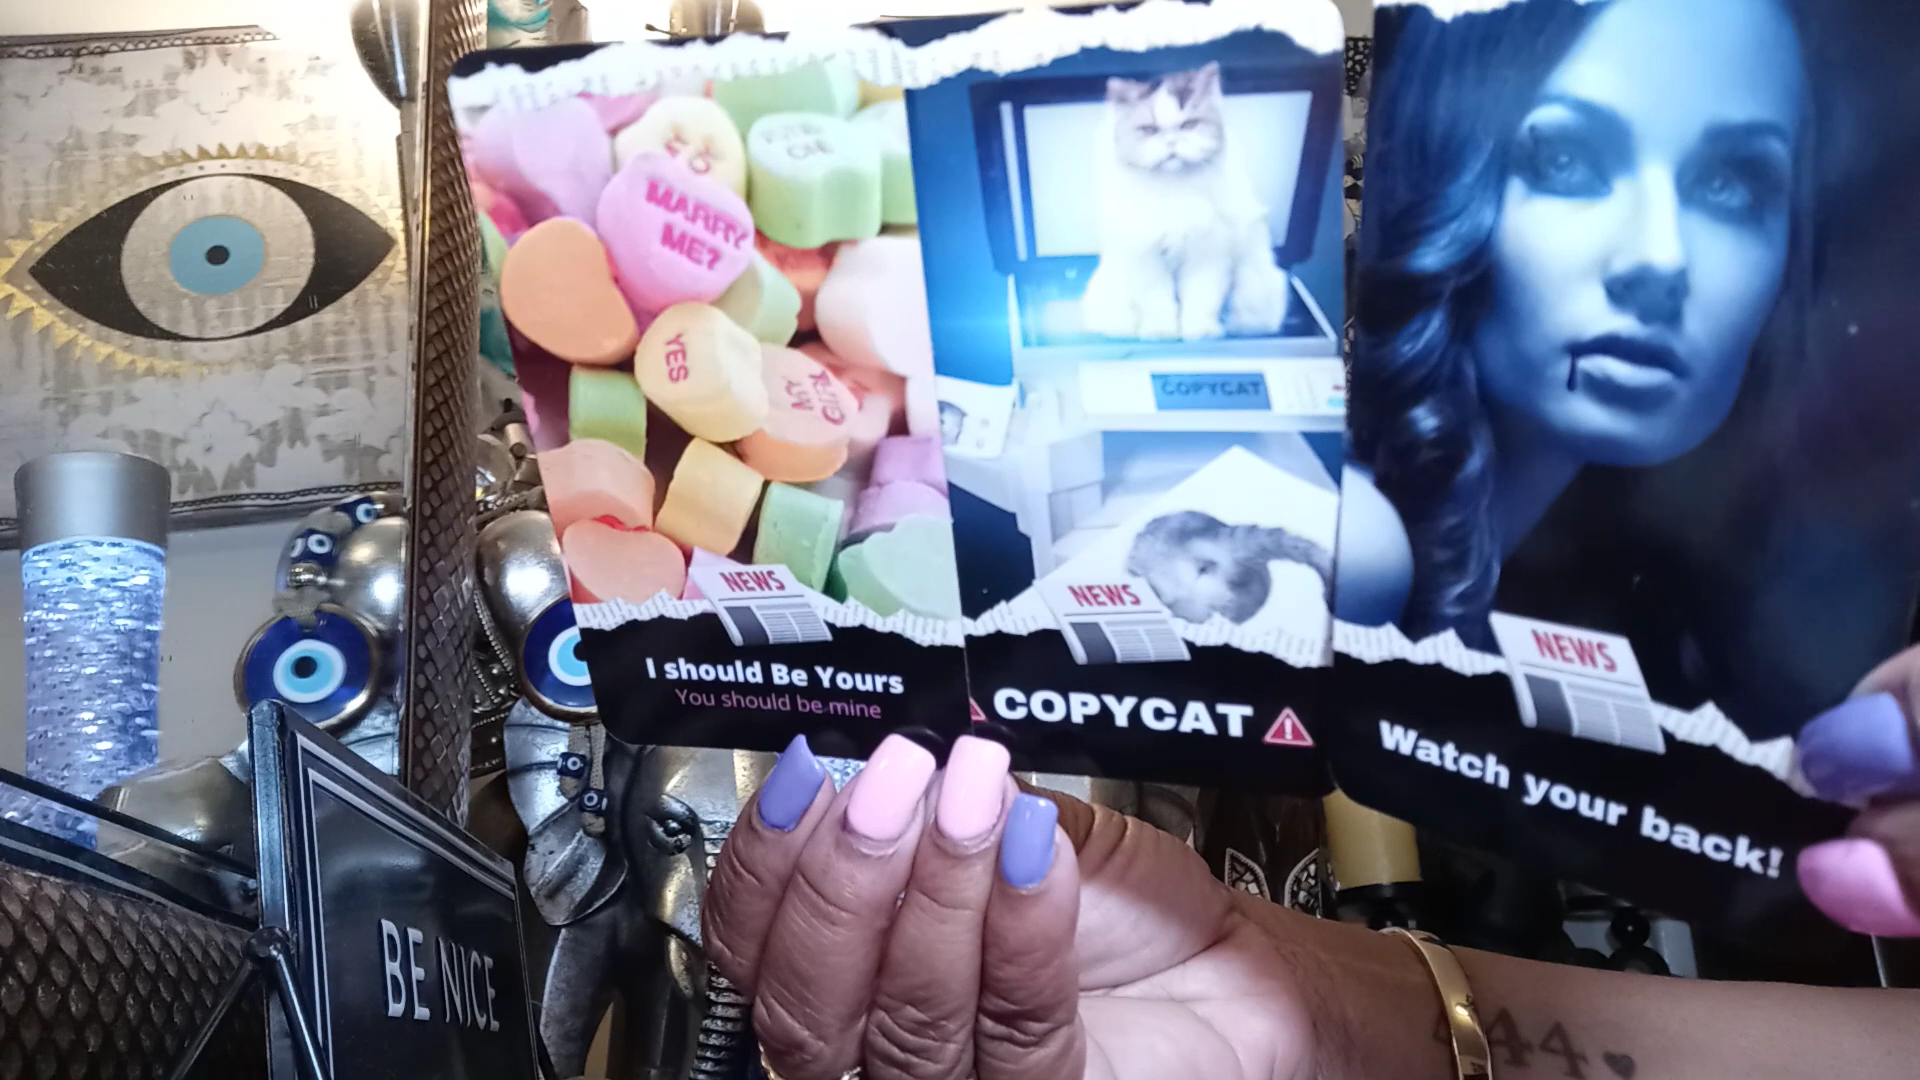 MARRY
ME?
YES
MY
COPYCAT
NEWS
I should Be Yours
You should be mine
NEWS
COPYCAT
NEWS
Watch your back!
BE NICE
444